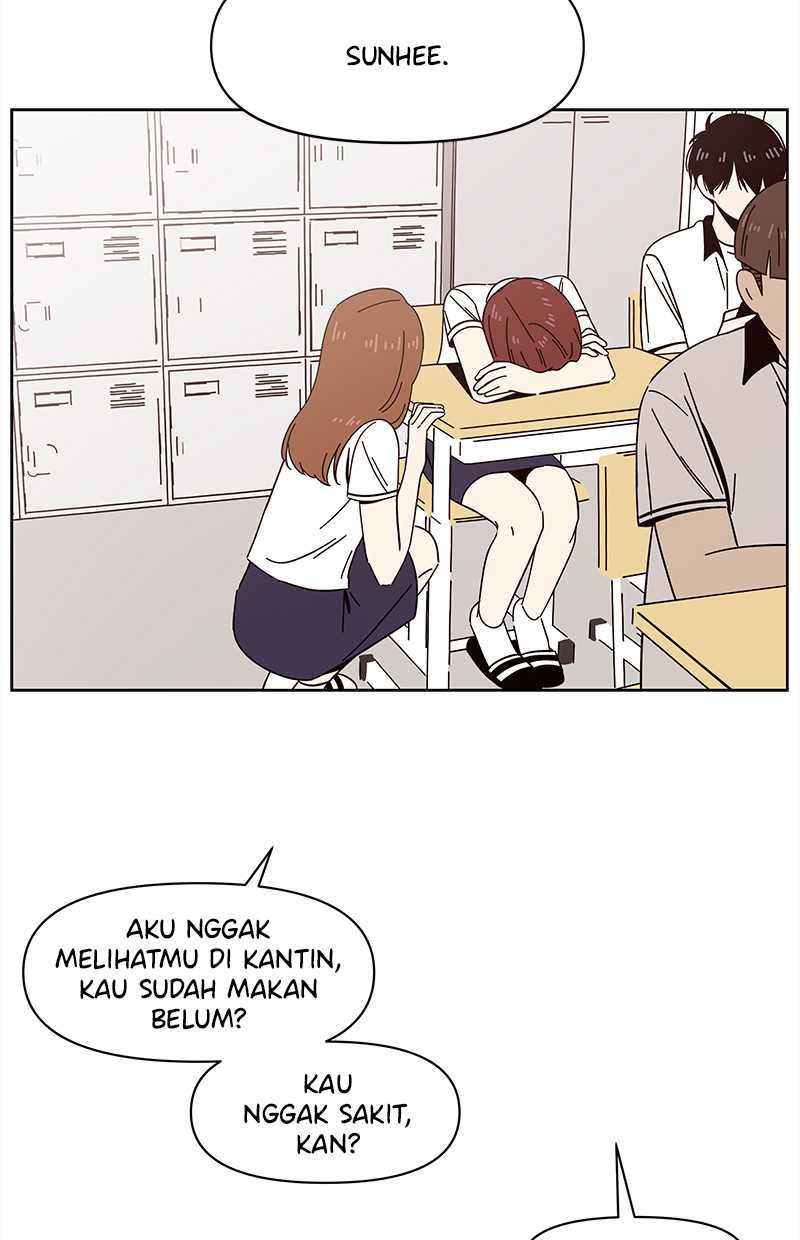 SUNHEE.
AKU NGGAK
MELIHATMU DI KANTIN,
KAU SUDAH MAKAN
BELUM?
KAU
NGGAK SAKIT,
KAN?